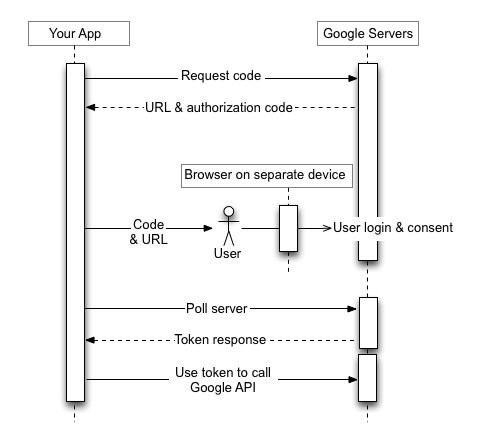 Your App
Google Servers
Request code
URL & authorization code
Browser on separate device
Code
& URL
User
User login & consent
Poll server
Token response
Use token to call
Google API